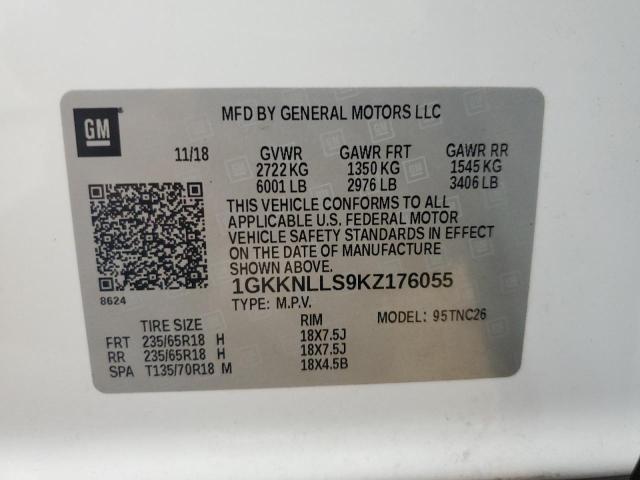 GM
MFD BY GENERAL MOTORS LLC
11/18 GVWR GAWR FRT GAWR RR
2722 KG 1350 KG 1545 KG
6001 LB 2976 LB 3406 LB
THIS VEHICLE CONFORMS TO ALL
APPLICABLE U.S. FEDERAL MOTOR
VEHICLE SAFETY STANDARDS IN EFFECT
ON THE DATE OF MANUFACTURE
SHOWN ABOVE.
1GKKNLLS9KZ176055
8624
TYPE: M.P.V. MODEL: 95TNC26
TIRE SIZE RIM
FRT 235/65R18 H 18X7.5J
RR 235/65R18 H 18X7.5J
SPA T135/70R18 M 18X4.5B